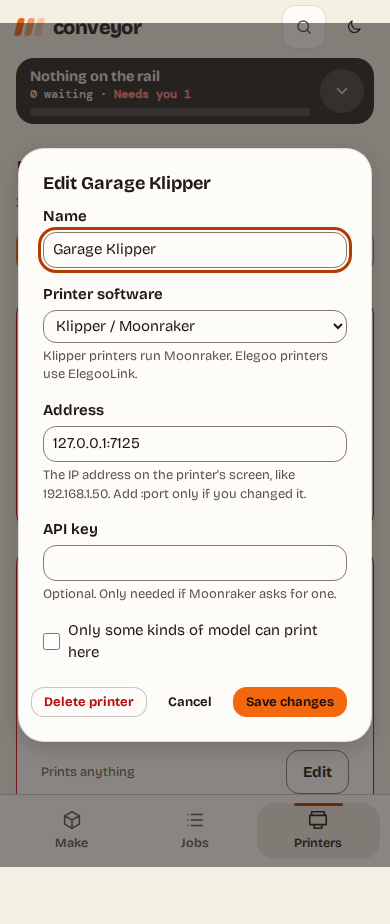 conveyor
Nothing on the rail
0 waiting · Needs you 1
Edit Garage Klipper
Name
Garage Klipper
Printer software
Klipper / Moonraker
Klipper printers run Moonraker. Elegoo printers
use ElegooLink.
Address
127.0.0.1:7125
The IP address on the printer's screen, like
192.168.1.50. Add :port only if you changed it.
API key
Optional. Only needed if Moonraker asks for one.
Only some kinds of model can print
here
Delete printer
Cancel
Save changes
Prints anything
Edit
Make
Jobs
Printers